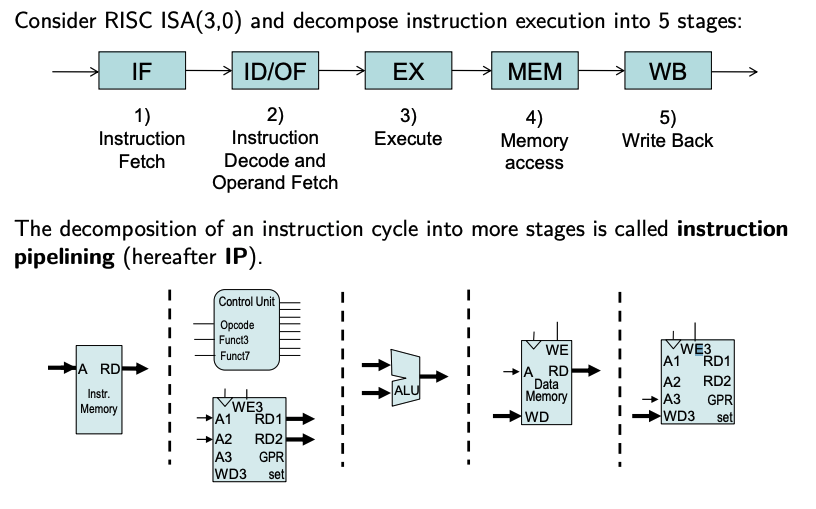 Consider RISC ISA(3,0) and decompose instruction execution into 5 stages:
IF
ID/OF
EX
MEM
WB
1)
Instruction
Fetch
2)
Instruction
Decode and
Operand Fetch
3)
Execute
4)
Memory
access
5)
Write Back
The decomposition of an instruction cycle into more stages is called instruction
pipelining (hereafter IP).
A RD
Instr.
Memory
Control Unit
Opcode
Funct3
Funct7
WE3
A1 RD1
A2 RD2
A3 GPR
WD3 set
ALU
WE
A RD
Data
Memory
WD
WE3
A1 RD1
A2 RD2
A3 GPR
WD3 set